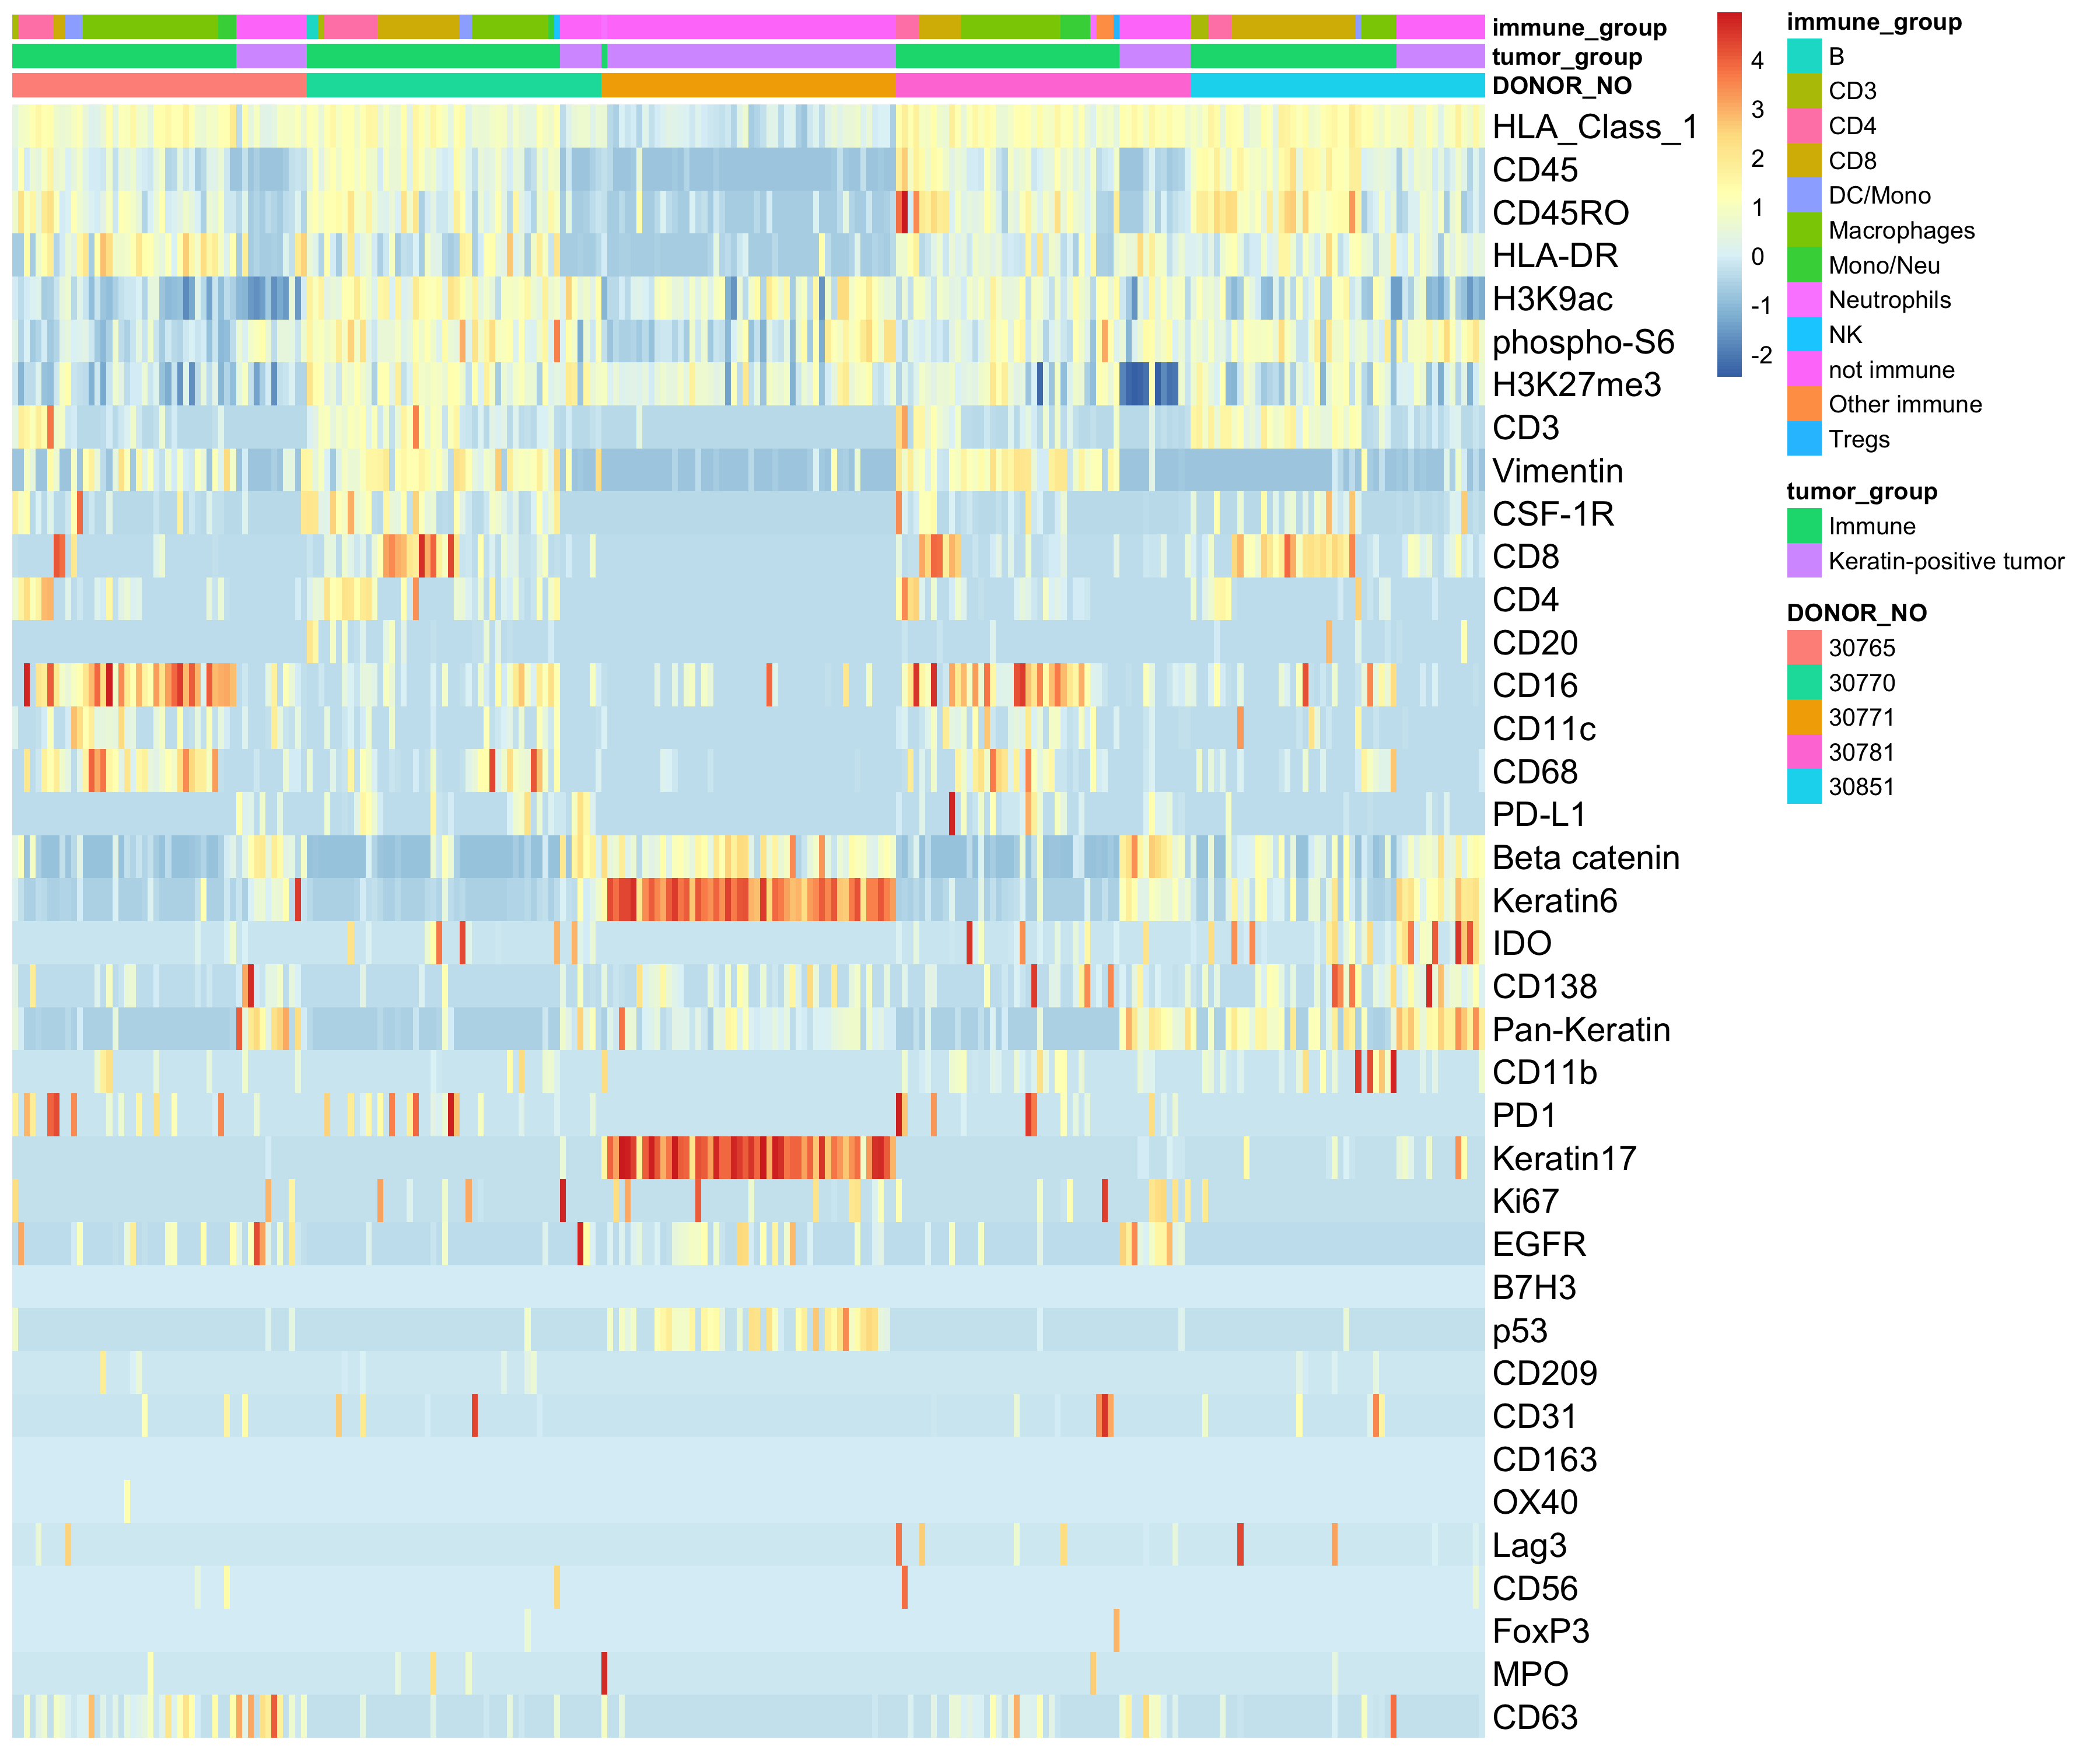 immune_group
tumor_group
DONOR_NO
HLA_Class_1
CD45
CD45RO
HLA-DR
H3K9ac
phospho-S6
H3K27me3
CD3
Vimentin
CSF-1R
CD8
CD4
CD20
CD16
CD11c
CD68
PD-L1
Beta catenin
Keratin6
IDO
CD138
Pan-Keratin
CD11b
PD1
Keratin17
Ki67
EGFR
B7H3
p53
CD209
CD31
CD163
OX40
Lag3
CD56
FoxP3
MPO
CD63
4
3
2
1
0
-1
-2
immune_group
B
CD3
CD4
CD8
DC/Mono
Macrophages
Mono/Neu
Neutrophils
NK
not immune
Other immune
Tregs
tumor_group
Immune
Keratin-positive tumor
DONOR_NO
30765
30770
30771
30781
30851